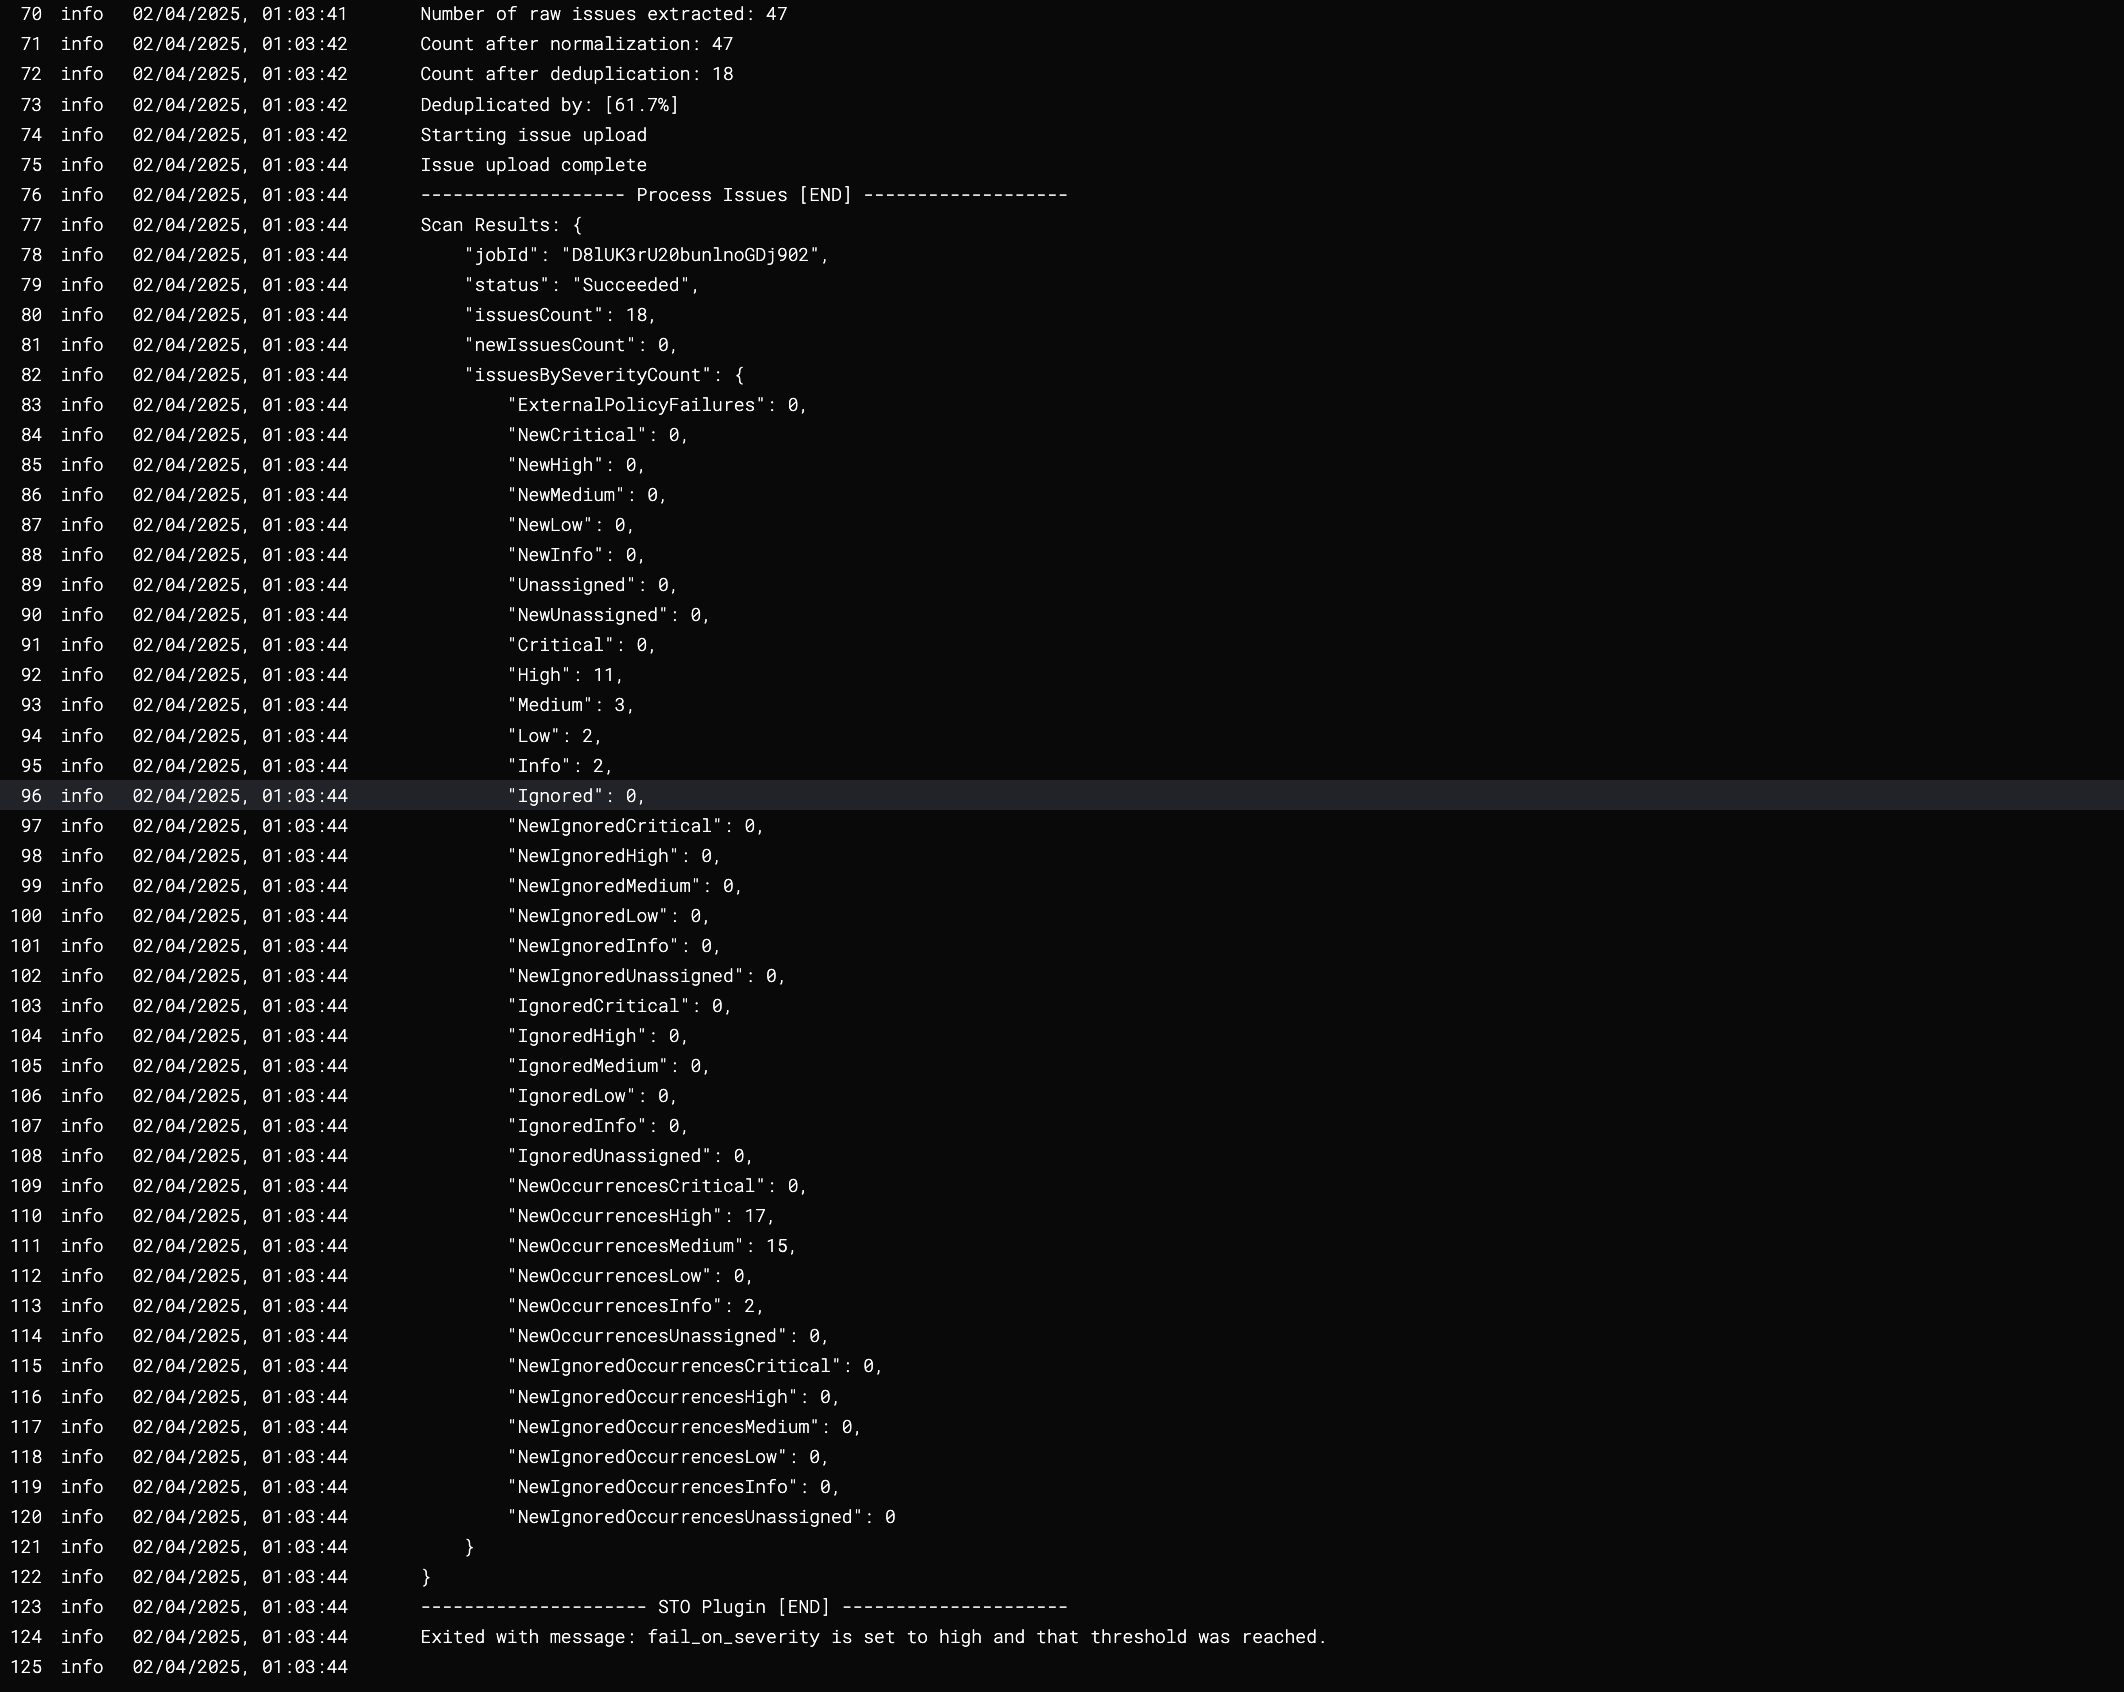 70 info 02/04/2025, 01:03:41 Number of raw issues extracted: 47
71 info 02/04/2025, 01:03:42 Count after normalization: 47
72 info 02/04/2025, 01:03:42 Count after deduplication: 18
73 info 02/04/2025, 01:03:42 Deduplicated by: [61.7%]
74 info 02/04/2025, 01:03:42 Starting issue upload
75 info 02/04/2025, 01:03:44 Issue upload complete
76 info 02/04/2025, 01:03:44 ------------------- Process Issues [END] -------------------
77 info 02/04/2025, 01:03:44 Scan Results: {
78 info 02/04/2025, 01:03:44 "jobId": "D8lUK3rU20bunlnoGDj902",
79 info 02/04/2025, 01:03:44 "status": "Succeeded",
80 info 02/04/2025, 01:03:44 "issuesCount": 18,
81 info 02/04/2025, 01:03:44 "newIssuesCount": 0,
82 info 02/04/2025, 01:03:44 "issuesBySeverityCount": {
83 info 02/04/2025, 01:03:44 "ExternalPolicyFailures": 0,
84 info 02/04/2025, 01:03:44 "NewCritical": 0,
85 info 02/04/2025, 01:03:44 "NewHigh": 0,
86 info 02/04/2025, 01:03:44 "NewMedium": 0,
87 info 02/04/2025, 01:03:44 "NewLow": 0,
88 info 02/04/2025, 01:03:44 "NewInfo": 0,
89 info 02/04/2025, 01:03:44 "Unassigned": 0,
90 info 02/04/2025, 01:03:44 "NewUnassigned": 0,
91 info 02/04/2025, 01:03:44 "Critical": 0,
92 info 02/04/2025, 01:03:44 "High": 11,
93 info 02/04/2025, 01:03:44 "Medium": 3,
94 info 02/04/2025, 01:03:44 "Low": 2,
95 info 02/04/2025, 01:03:44 "Info": 2,
96 info 02/04/2025, 01:03:44 "Ignored": 0,
97 info 02/04/2025, 01:03:44 "NewIgnoredCritical": 0,
98 info 02/04/2025, 01:03:44 "NewIgnoredHigh": 0,
99 info 02/04/2025, 01:03:44 "NewIgnoredMedium": 0,
100 info 02/04/2025, 01:03:44 "NewIgnoredLow": 0,
101 info 02/04/2025, 01:03:44 "NewIgnoredInfo": 0,
102 info 02/04/2025, 01:03:44 "NewIgnoredUnassigned": 0,
103 info 02/04/2025, 01:03:44 "IgnoredCritical": 0,
104 info 02/04/2025, 01:03:44 "IgnoredHigh": 0,
105 info 02/04/2025, 01:03:44 "IgnoredMedium": 0,
106 info 02/04/2025, 01:03:44 "IgnoredLow": 0,
107 info 02/04/2025, 01:03:44 "IgnoredInfo": 0,
108 info 02/04/2025, 01:03:44 "IgnoredUnassigned": 0,
109 info 02/04/2025, 01:03:44 "NewOccurrencesCritical": 0,
110 info 02/04/2025, 01:03:44 "NewOccurrencesHigh": 17,
111 info 02/04/2025, 01:03:44 "NewOccurrencesMedium": 15,
112 info 02/04/2025, 01:03:44 "NewOccurrencesLow": 0,
113 info 02/04/2025, 01:03:44 "NewOccurrencesInfo": 2,
114 info 02/04/2025, 01:03:44 "NewOccurrencesUnassigned": 0,
115 info 02/04/2025, 01:03:44 "NewIgnoredOccurrencesCritical": 0,
116 info 02/04/2025, 01:03:44 "NewIgnoredOccurrencesHigh": 0,
117 info 02/04/2025, 01:03:44 "NewIgnoredOccurrencesMedium": 0,
118 info 02/04/2025, 01:03:44 "NewIgnoredOccurrencesLow": 0,
119 info 02/04/2025, 01:03:44 "NewIgnoredOccurrencesInfo": 0,
120 info 02/04/2025, 01:03:44 "NewIgnoredOccurrencesUnassigned": 0
121 info 02/04/2025, 01:03:44 }
122 info 02/04/2025, 01:03:44 }
123 info 02/04/2025, 01:03:44 --------------------- STO Plugin [END] ---------------------
124 info 02/04/2025, 01:03:44 Exited with message: fail_on_severity is set to high and that threshold was reached.
125 info 02/04/2025, 01:03:44